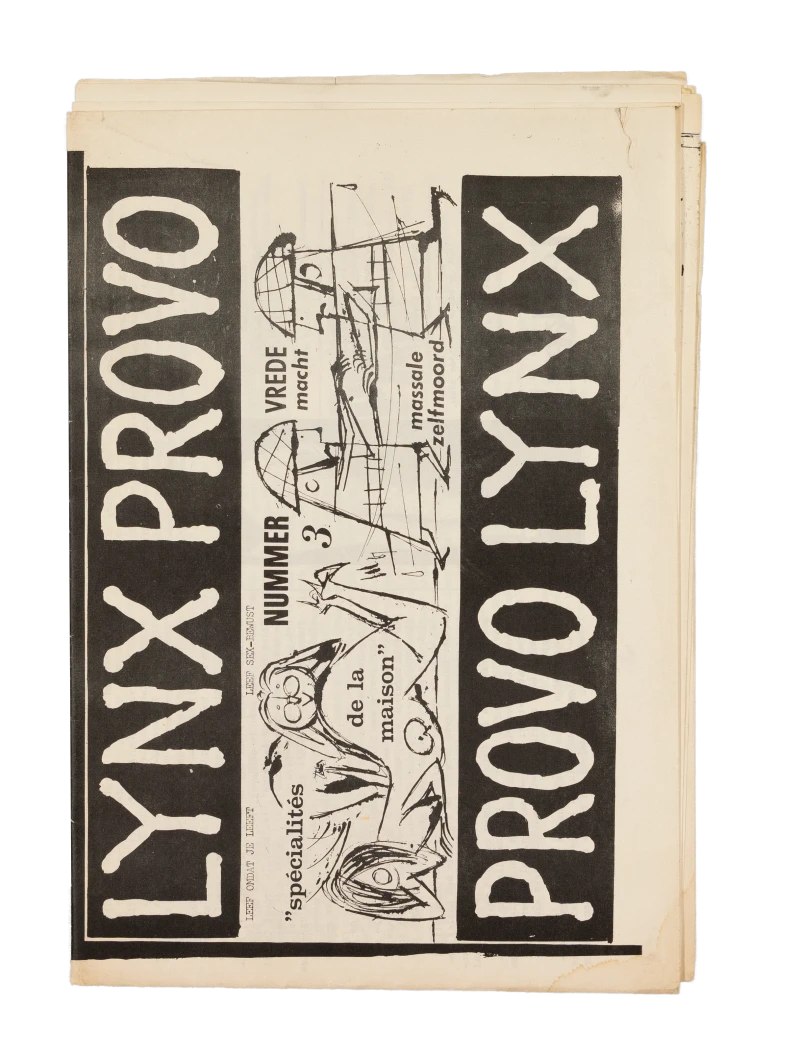 LYNX PROVO
LEEF OMDAT JE LEEFT
LEEF SEX-BEWUST
"spécialités
de la
maison"
NUMMER
3
VREDE
macht
massale
zelfmoord
PROVO LYNX